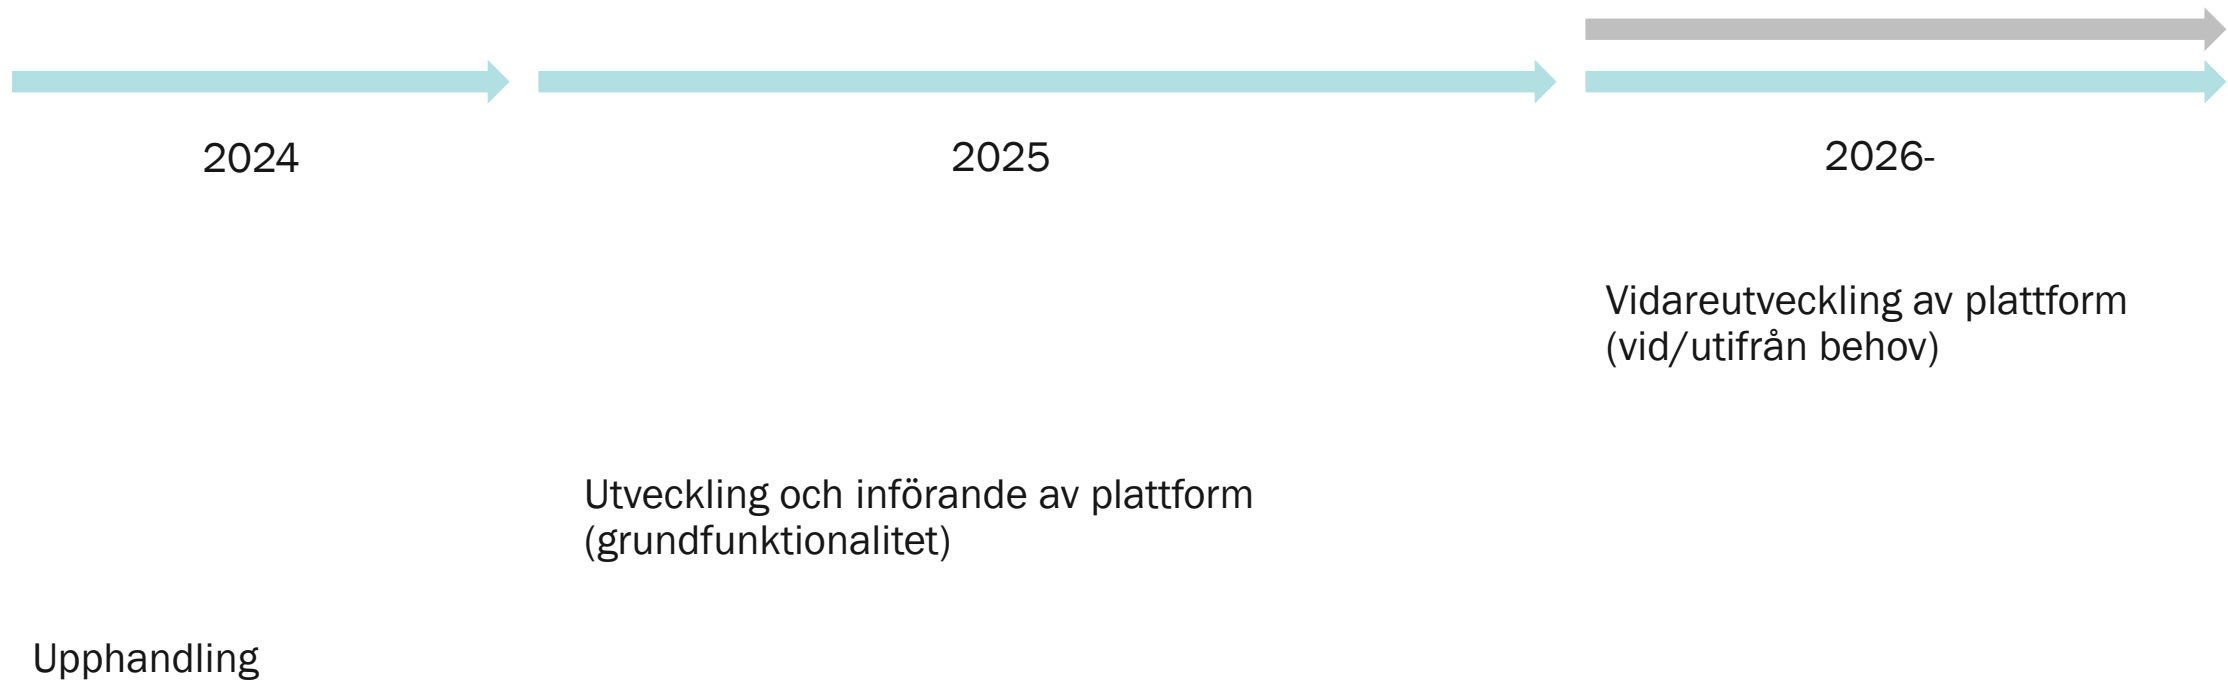 2024
2025
2026-
Vidareutveckling av plattform
(vid/utifrån behov)
Utveckling och införande av plattform
(grundfunktionalitet)
Upphandling